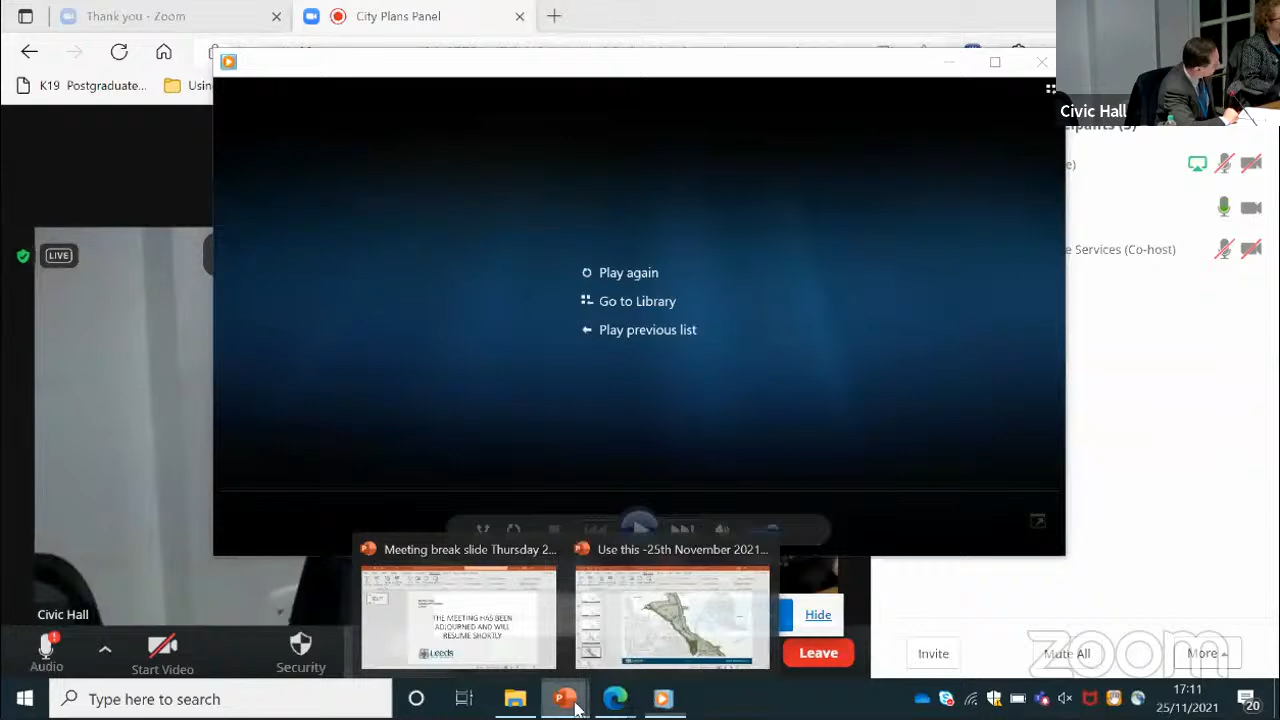 Thank you - Zoom
City Plans Panel
K19 Postgraduate...
Civic Hall
LIVE
Play again
Go to Library
Play previous list
e Services (Co-host)
Meeting break slide Thursday 2...
Use this -25th November 2021...
THE MEETING HAS BEEN
ADJOURNED AND WILL
RESUME SHORTLY
Leeds
Civic Hall
Hide
Audio
Start Video
Security
Leave
Invite
Mute All
More
zoom
Type here to search
17:11
25/11/2021
20